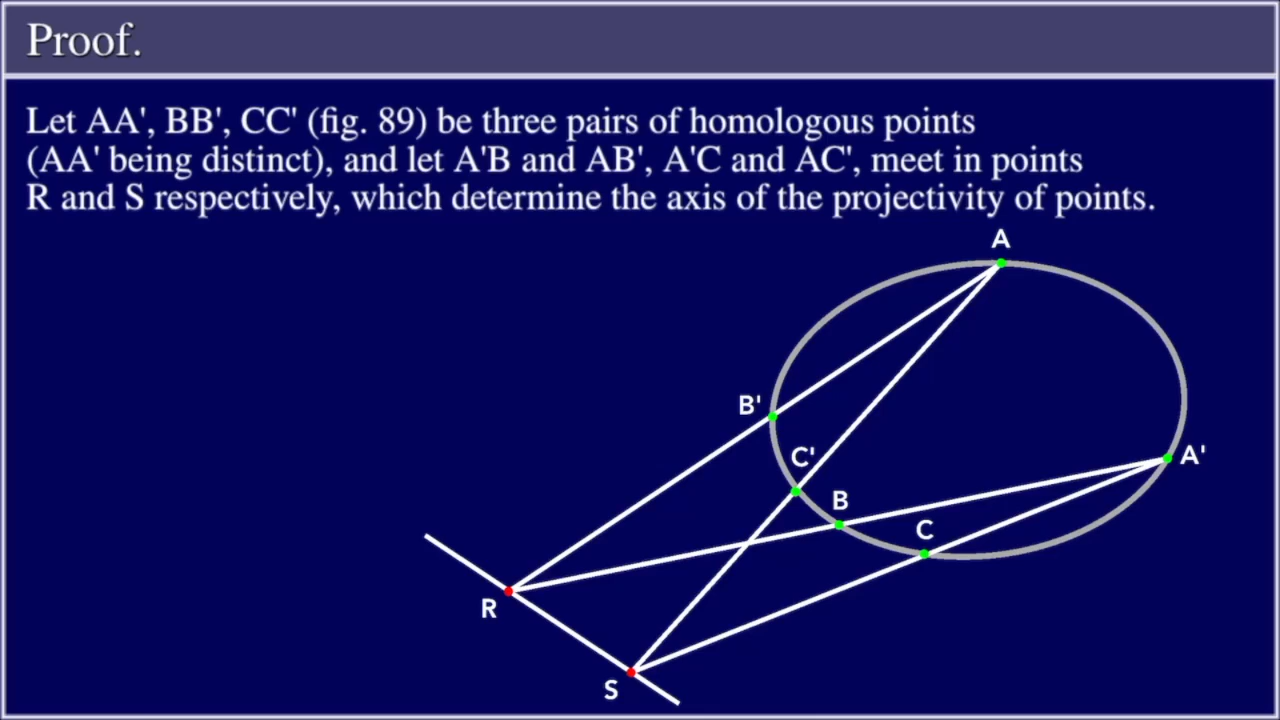 Proof.
Let AA', BB', CC' (fig. 89) be three pairs of homologous points
(AA' being distinct), and let A'B and AB', A'C and AC', meet in points
R and S respectively, which determine the axis of the projectivity of points.
A
B'
C'
A'
B
C
R
S